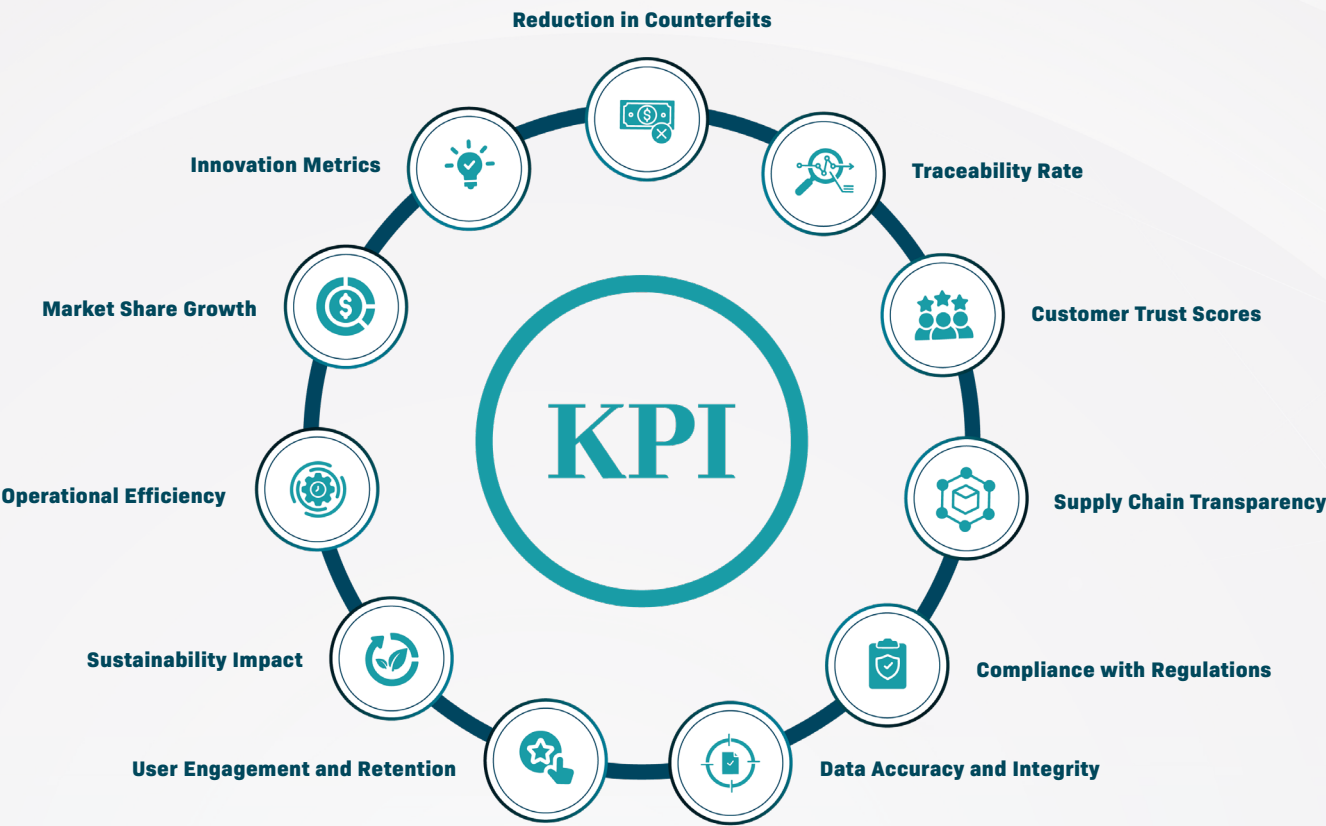 Reduction in Counterfeits
Innovation Metrics
Traceability Rate
Market Share Growth
Customer Trust Scores
KPI
Operational Efficiency
Supply Chain Transparency
Sustainability Impact
Compliance with Regulations
User Engagement and Retention
Data Accuracy and Integrity